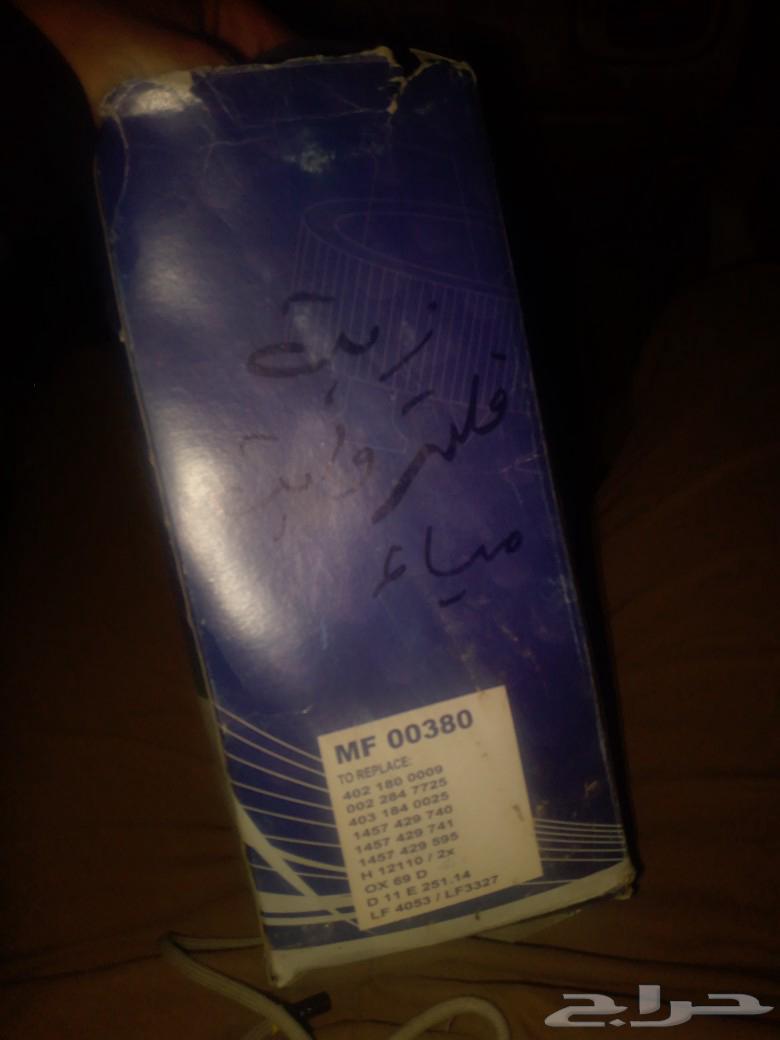 زيت
فلتر وايت
مياه
MF 00380
TO REPLACE:
402 180 0009
002 284 7725
403 184 0025
1457 429 740
1457 429 741
1457 429 595
H 12110 / 2x
OX 69 D
D 11 E 251.14
LF 4053 / LF3327
حراج